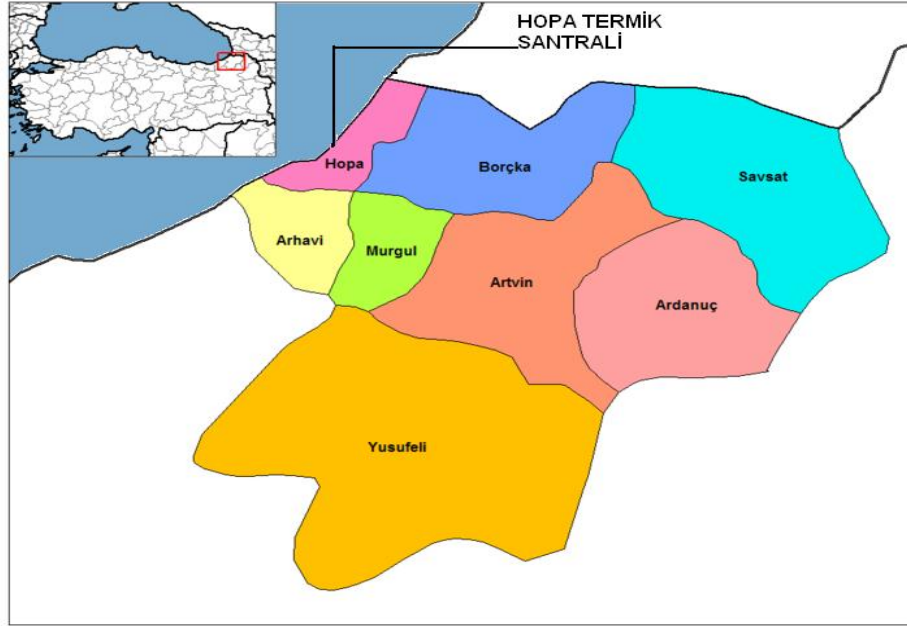 HOPA TERMİK
SANTRALİ
Hopa
Borçka
Savsat
Arhavi
Murgul
Artvin
Ardanuç
Yusufeli